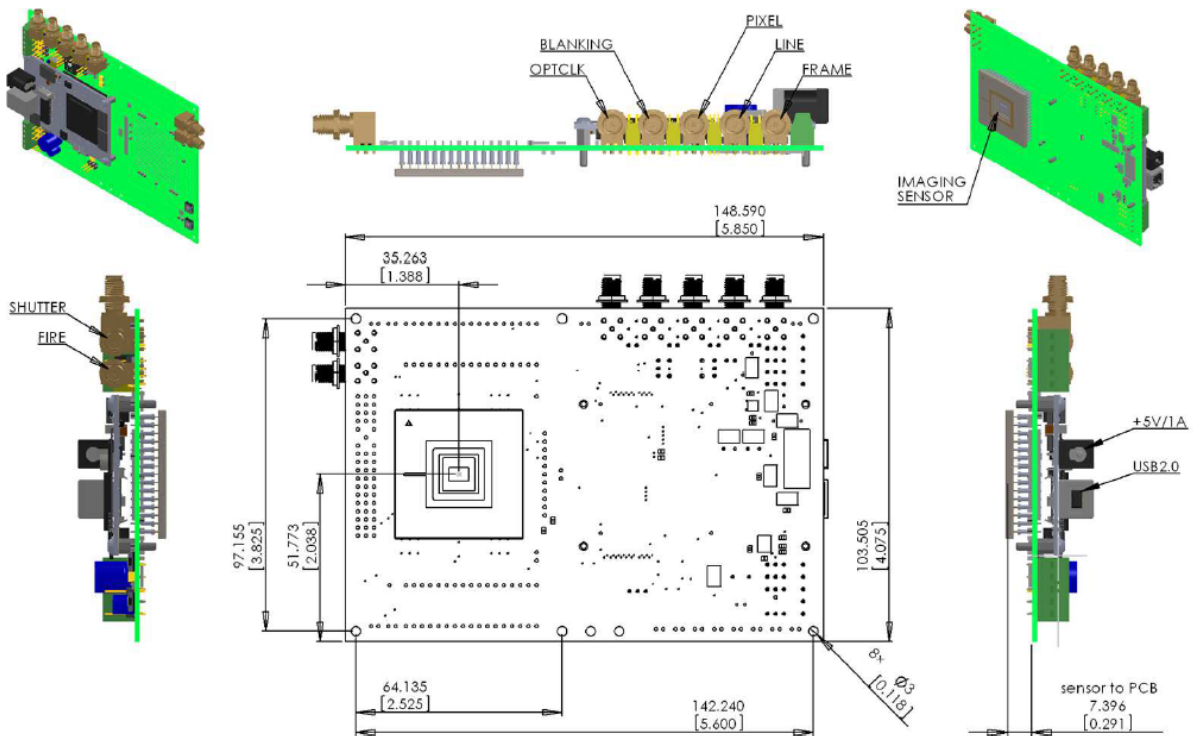 PIXEL
BLANKING
LINE
OPTCLK
FRAME
IMAGING
SENSOR
148.590
[5.850]
35.263
[1.388]
SHUTTER
FIRE
+5V/1A
USB2.0
97.155
[3.825]
51.773
[2.038]
103.505
[4.075]
64.135
[2.525]
142.240
[5.600]
8x Ø3
[0.118]
sensor to PCB
7.396
[0.291]